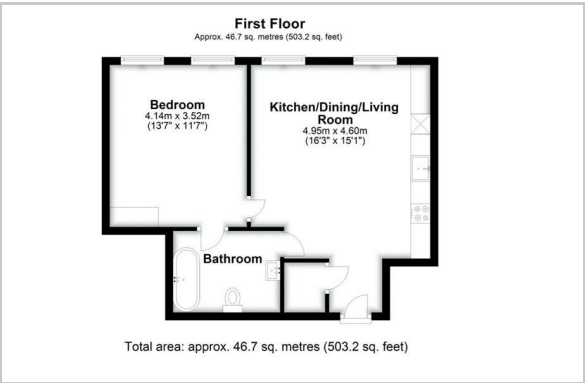 First Floor
Approx. 46.7 sq. metres (503.2 sq. feet)
Bedroom
4.14m x 3.52m
(13'7" x 11'7")
Kitchen/Dining/Living
Room
4.95m x 4.60m
(16'3" x 15'1")
Bathroom
Total area: approx. 46.7 sq. metres (503.2 sq. feet)